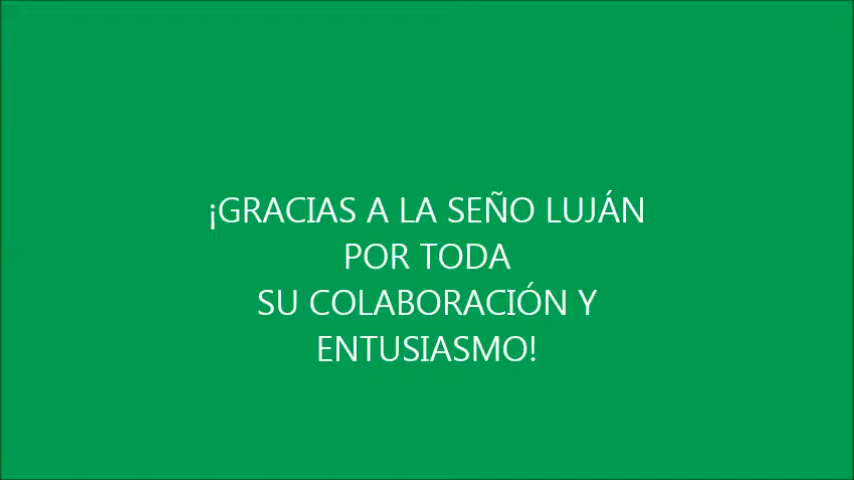 ¡GRACIAS A LA SEÑO LUJÁN
POR TODA
SU COLABORACIÓN Y
ENTUSIASMO!